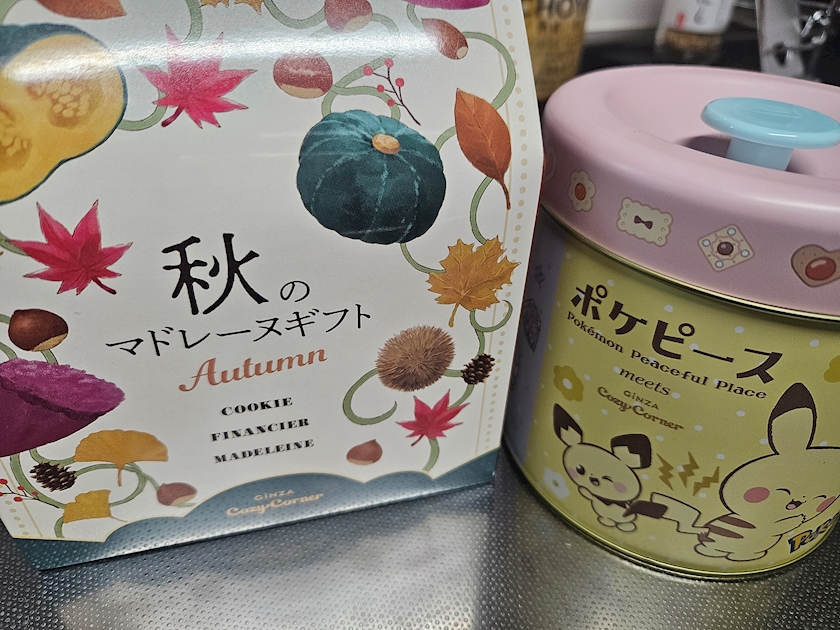 秋の
マドレーヌギフト
Autumn
COOKIE
FINANCIER
MADELEINE
GINZA
Cozy Corner
ポケピース
Pokémon Peaceful Place
meets
GINZA
Cozy Corner